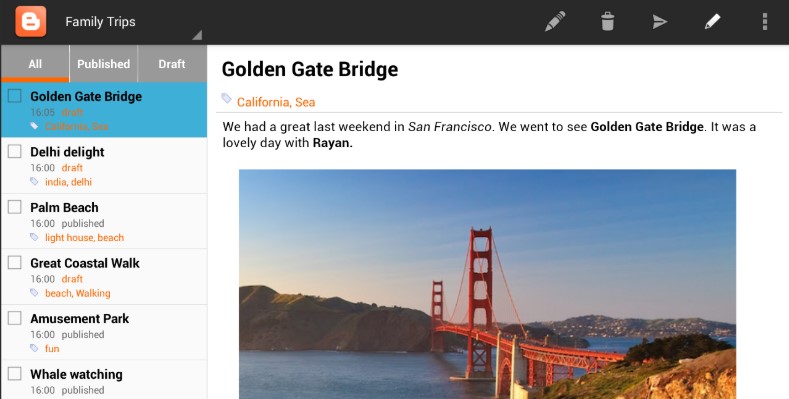 Family Trips
All Published Draft
Golden Gate Bridge
16:05 draft
California, Sea
Delhi delight
16:00 draft
india, delhi
Palm Beach
16:00 published
light house, beach
Great Coastal Walk
16:00 draft
beach, Walking
Amusement Park
16:00 published
fun
Whale watching
16:00 published
Golden Gate Bridge
California, Sea
We had a great last weekend in San Francisco. We went to see Golden Gate Bridge. It was a
lovely day with Rayan.